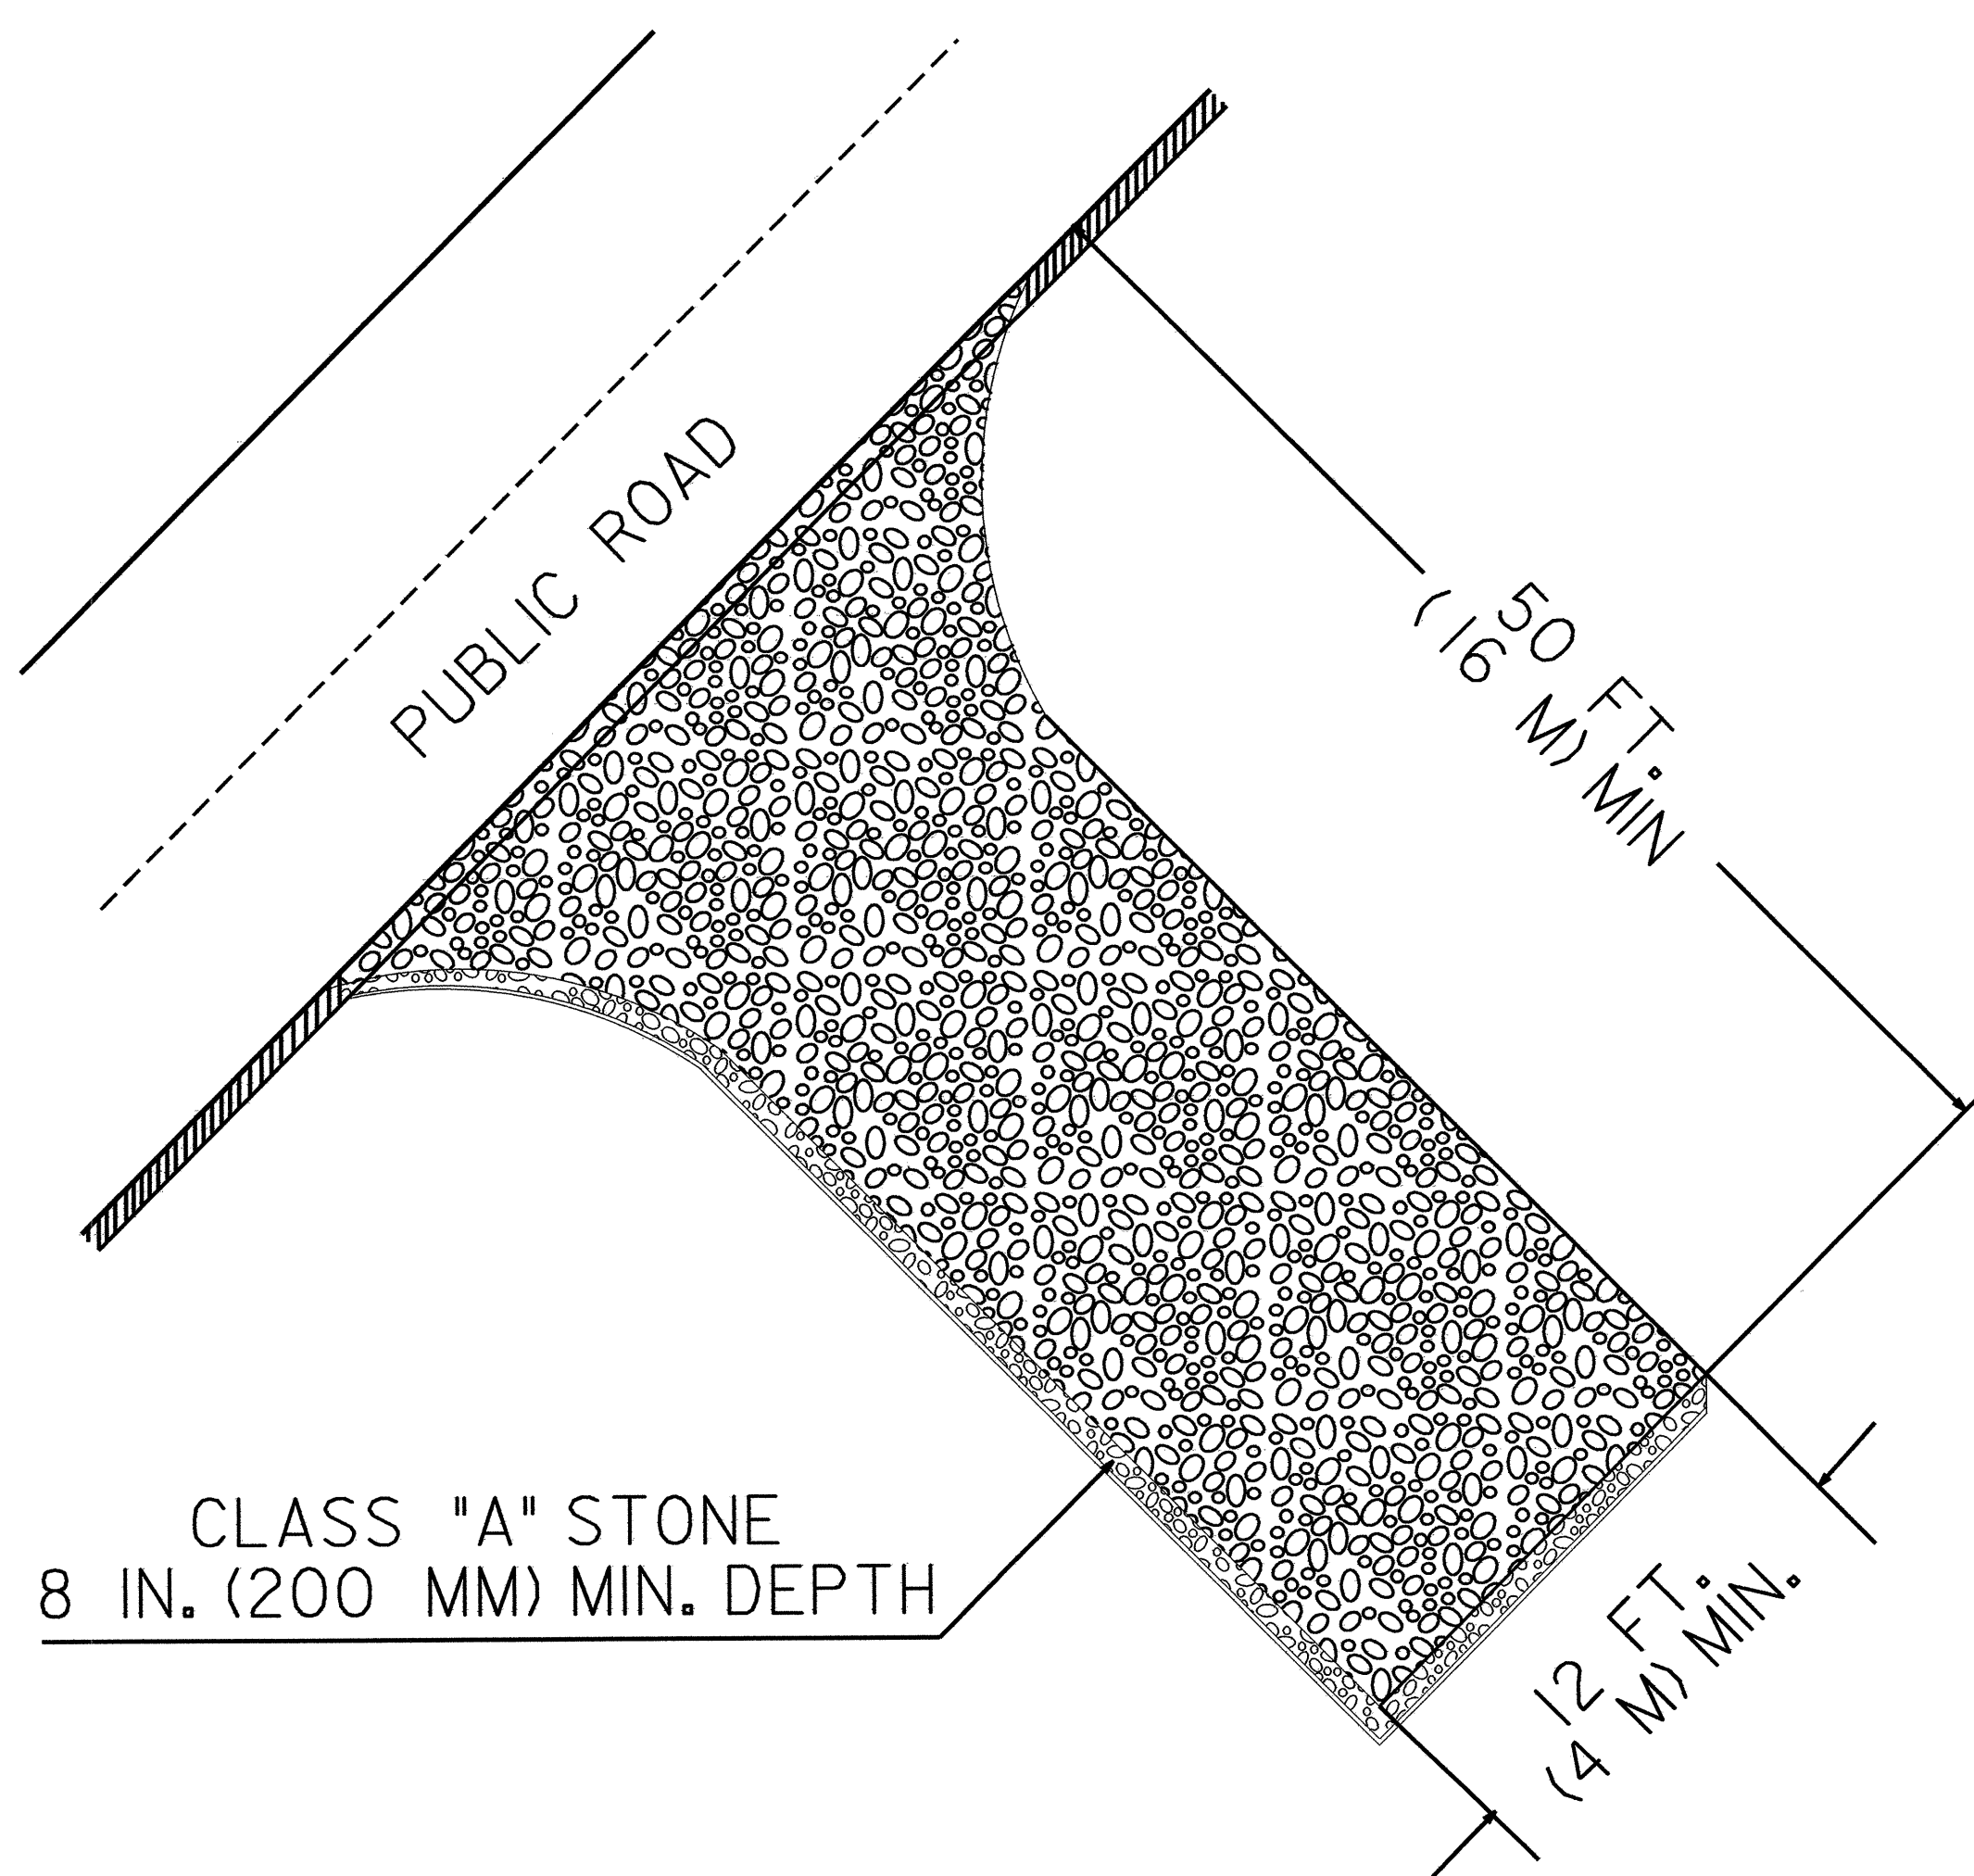 PUBLIC ROAD
50 FT.
(16 M) MIN
CLASS "A" STONE
8 IN. (200 MM) MIN. DEPTH
12 FT.
(4 M) MIN.